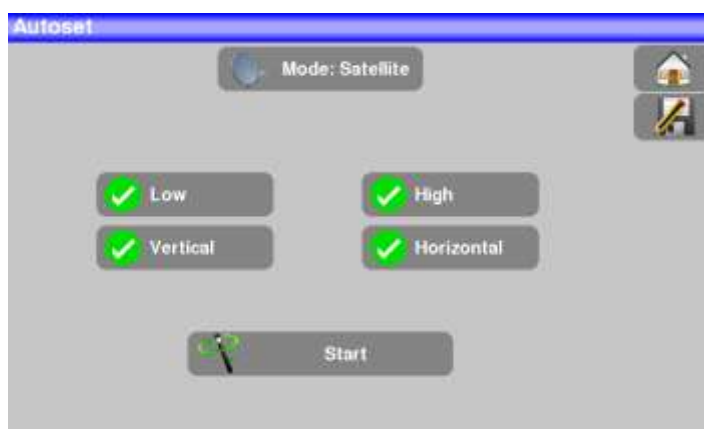 Autoset
Mode: Satellite
Low
High
Vertical
Horizontal
Start